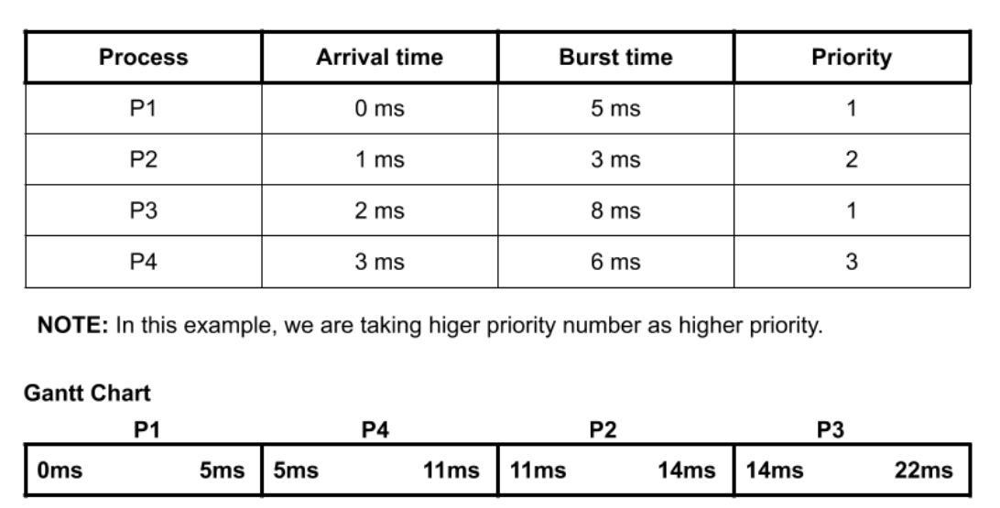 Process Arrival time Burst time Priority
P1 0 ms 5 ms 1
P2 1 ms 3 ms 2
P3 2 ms 8 ms 1
P4 3 ms 6 ms 3
NOTE: In this example, we are taking higer priority number as higher priority.
Gantt Chart
P1 P4 P2 P3
0ms 5ms 5ms 11ms 11ms 14ms 14ms 22ms